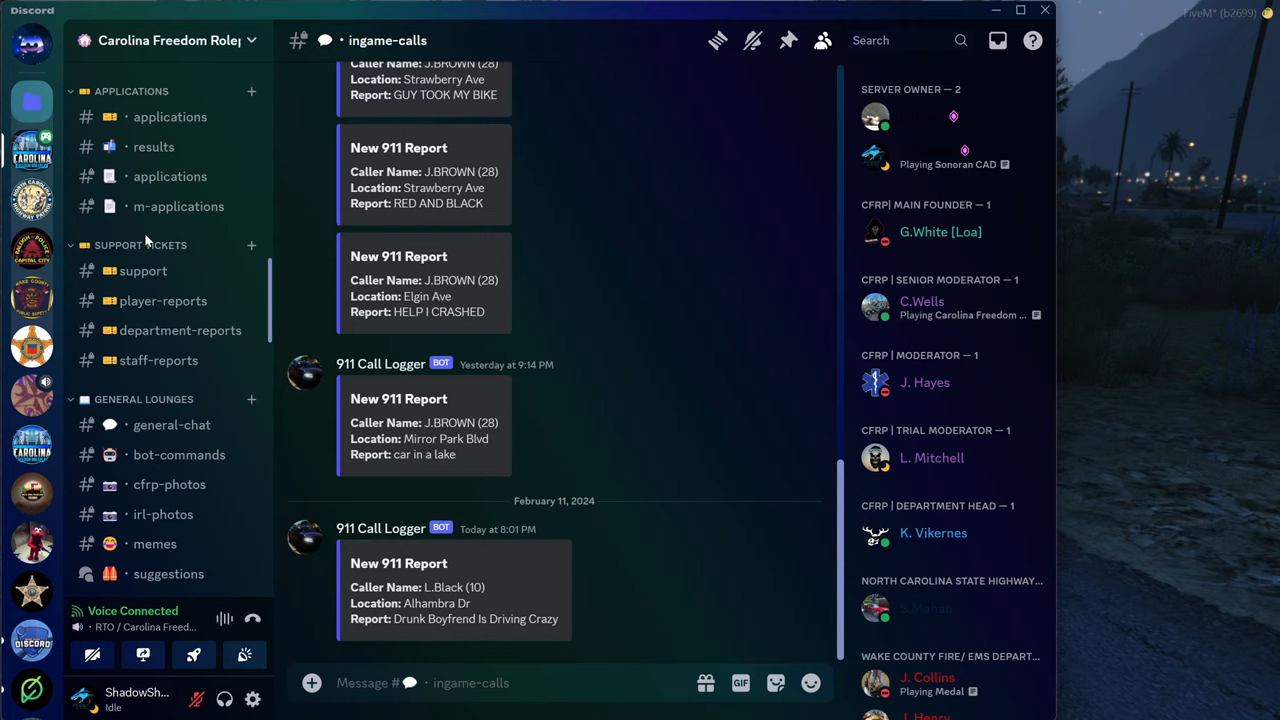 Discord
FiveM* (b2699)
Carolina Freedom Role
ingame-calls
Search
APPLICATIONS
applications
results
applications
m-applications
SUPPORT TICKETS
support
player-reports
department-reports
staff-reports
GENERAL LOUNGES
general-chat
bot-commands
cfrp-photos
irl-photos
memes
suggestions
Voice Connected
RTO / Carolina Freed...
ShadowSh...
Idle
Caller Name: J.BROWN (28)
Location: Strawberry Ave
Report: GUY TOOK MY BIKE
New 911 Report
Caller Name: J.BROWN (28)
Location: Strawberry Ave
Report: RED AND BLACK
New 911 Report
Caller Name: J.BROWN (28)
Location: Elgin Ave
Report: HELP I CRASHED
911 Call Logger BOT Yesterday at 9:14 PM
New 911 Report
Caller Name: J.BROWN (28)
Location: Mirror Park Blvd
Report: car in a lake
February 11, 2024
911 Call Logger BOT Today at 8:01 PM
New 911 Report
Caller Name: L.Black (10)
Location: Alhambra Dr
Report: Drunk Boyfrend Is Driving Crazy
Message # ingame-calls
GIF
SERVER OWNER — 2
Playing Sonoran CAD
CFRP| MAIN FOUNDER — 1
G.White [Loa]
CFRP | SENIOR MODERATOR — 1
C.Wells
Playing Carolina Freedom ...
CFRP | MODERATOR — 1
J. Hayes
CFRP | TRIAL MODERATOR — 1
L. Mitchell
CFRP | DEPARTMENT HEAD — 1
K. Vikernes
NORTH CAROLINA STATE HIGHWAY...
S.Mahan
WAKE COUNTY FIRE/ EMS DEPART...
J. Collins
Playing Medal
J. Henry